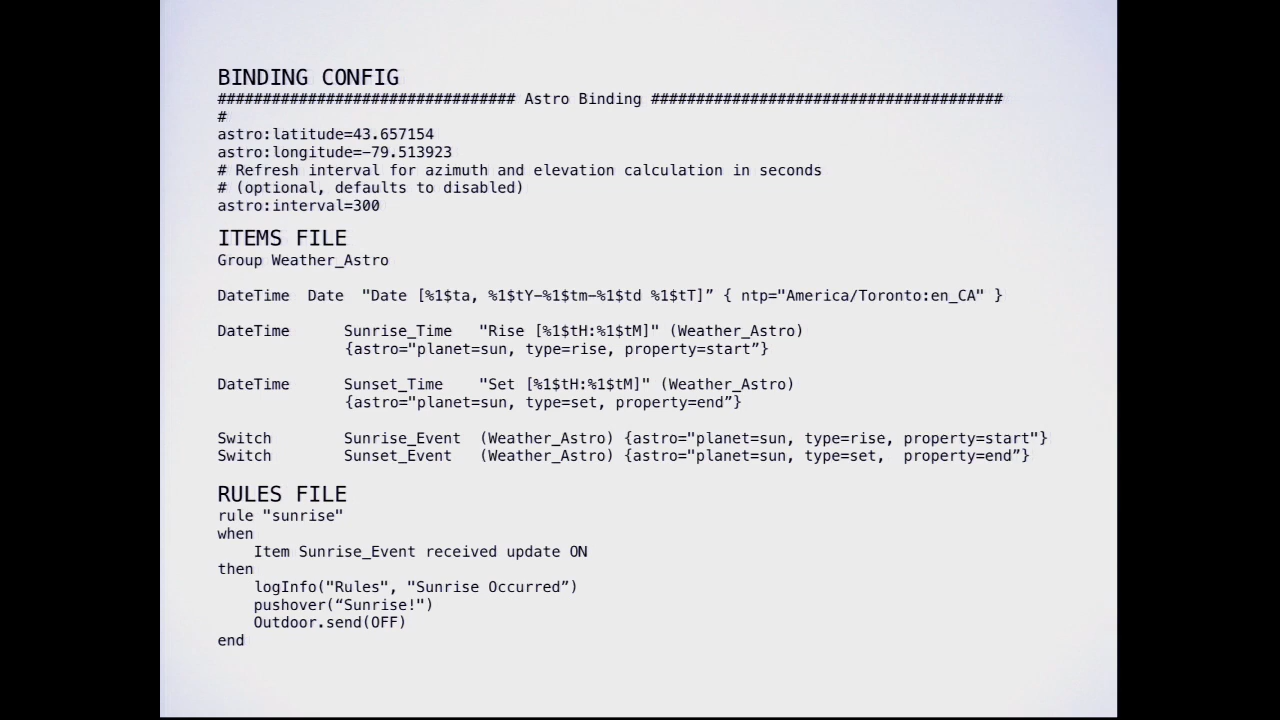 BINDING CONFIG
################################# Astro Binding #######################################
#
astro:latitude=43.657154
astro:longitude=−79.513923
# Refresh interval for azimuth and elevation calculation in seconds
# (optional, defaults to disabled)
astro:interval=300
ITEMS FILE
Group Weather_Astro
DateTime  Date  "Date [%1$ta, %1$tY−%1$tm−%1$td %1$tT]” { ntp="America/Toronto:en_CA" }
DateTime      Sunrise_Time   "Rise [%1$tH:%1$tM]" (Weather_Astro)
{astro="planet=sun, type=rise, property=start”}
DateTime      Sunset_Time    "Set [%1$tH:%1$tM]" (Weather_Astro)
{astro="planet=sun, type=set, property=end”}
Switch        Sunrise_Event  (Weather_Astro) {astro="planet=sun, type=rise, property=start"}
Switch        Sunset_Event   (Weather_Astro) {astro="planet=sun, type=set,  property=end”}
RULES FILE
rule "sunrise"
when
    Item Sunrise_Event received update ON
then
    logInfo("Rules", "Sunrise Occurred”)
    pushover(“Sunrise!")
    Outdoor.send(OFF)
end